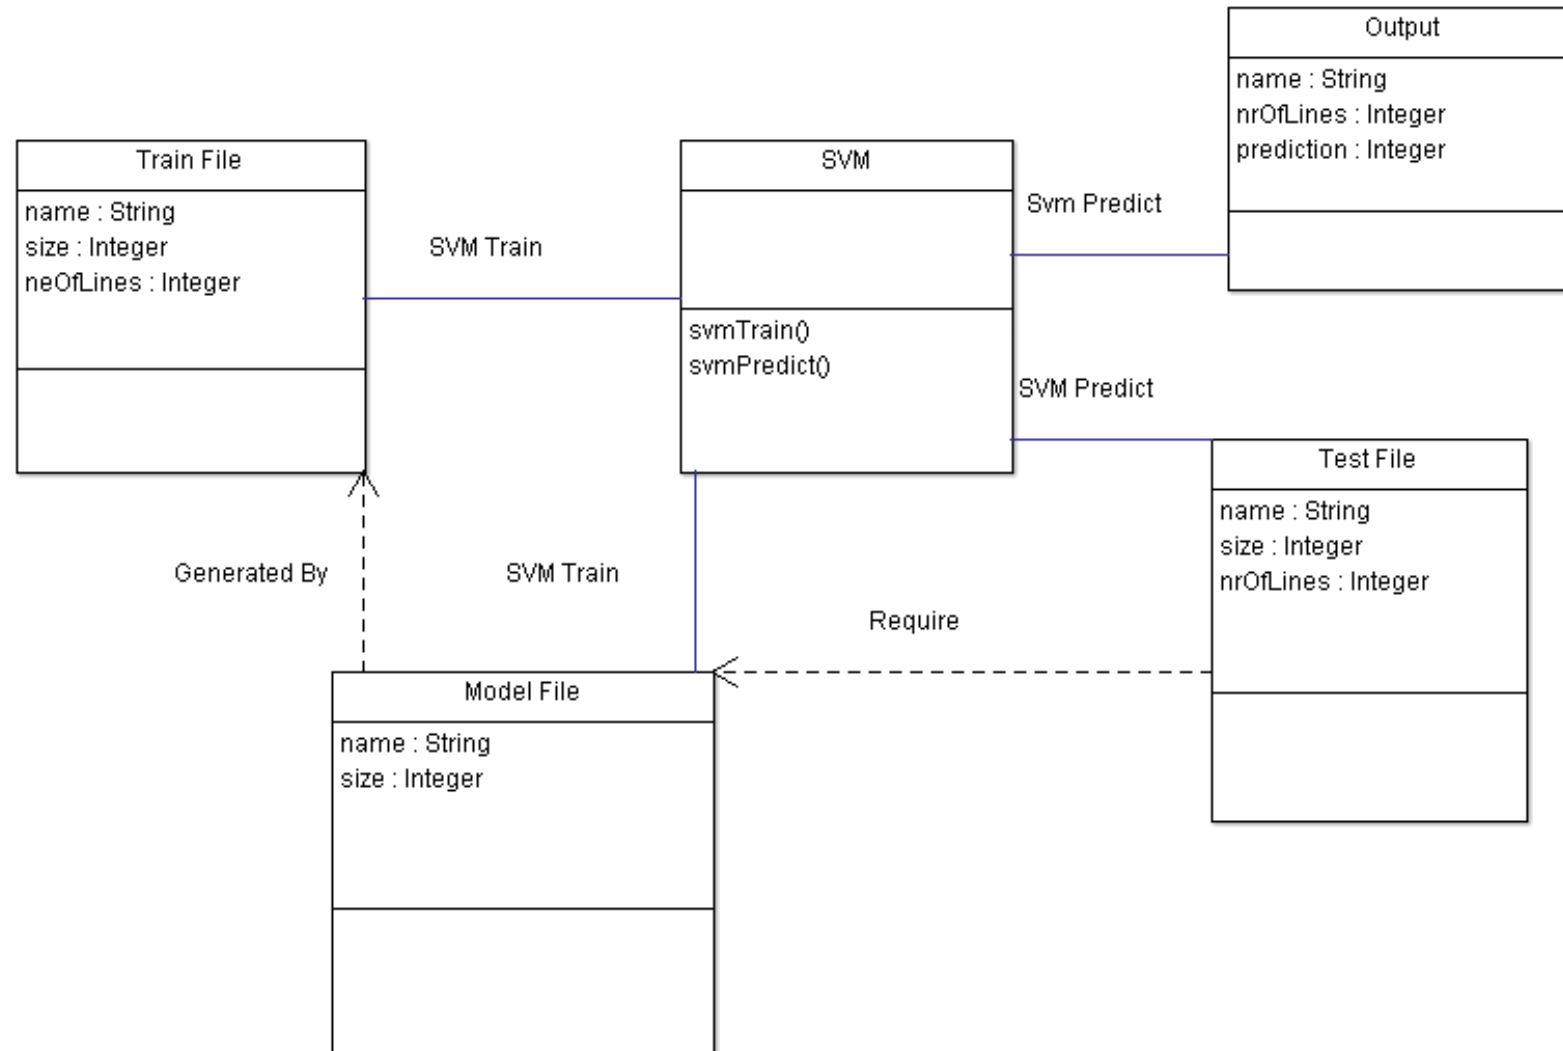 Output
name : String
nrOfLines : Integer
prediction : Integer
Train File
name : String
size : Integer
neOfLines : Integer
SVM Train
SVM
svmTrain()
svmPredict()
Svm Predict
SVM Predict
Test File
name : String
size : Integer
nrOfLines : Integer
Generated By
SVM Train
Require
Model File
name : String
size : Integer